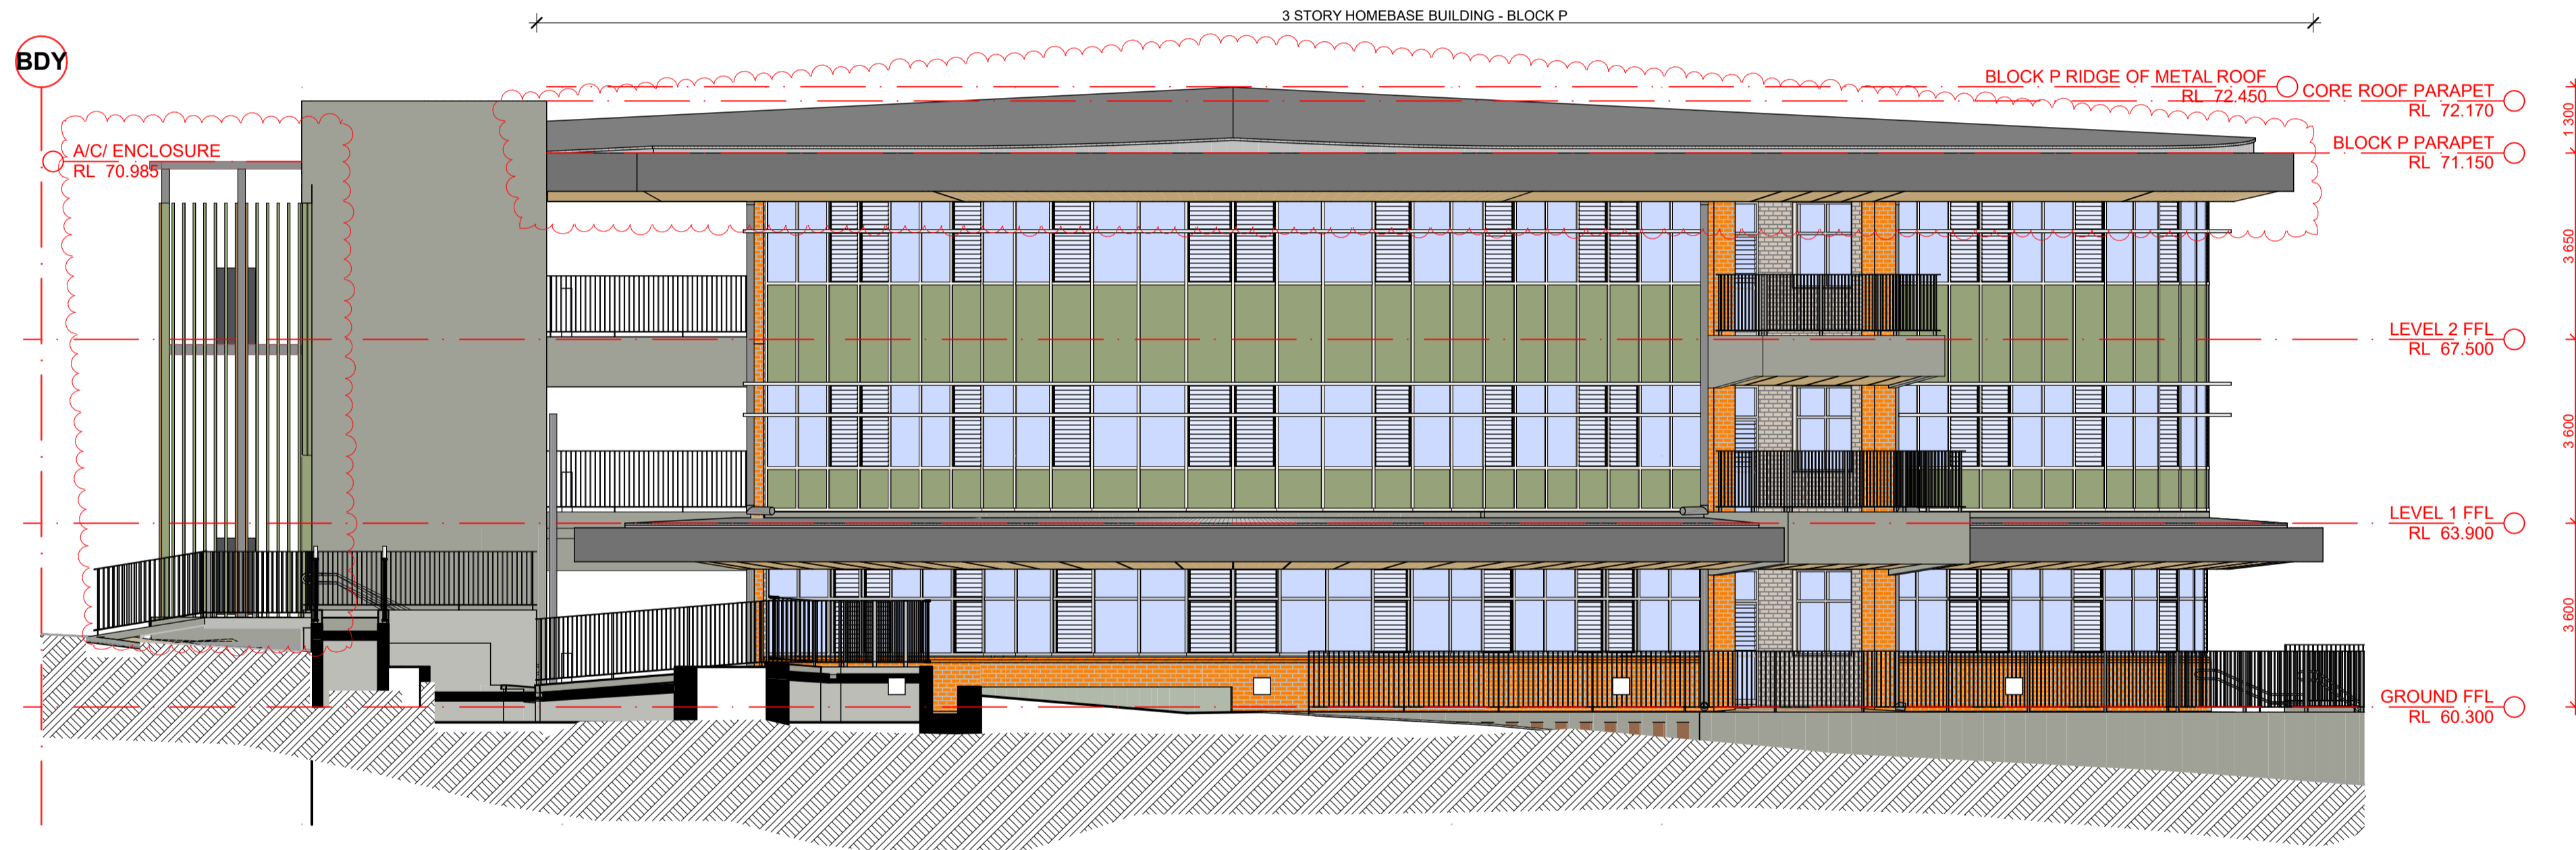 3 STORY HOMEBASE BUILDING - BLOCK P
BDY
BLOCK P RIDGE OF METAL ROOF
RL 72.450
CORE ROOF PARAPET
RL 72.170
1 300
A/C/ ENCLOSURE
RL 70.985
BLOCK P PARAPET
RL 71.150
3 650
LEVEL 2 FFL
RL 67.500
3 600
LEVEL 1 FFL
RL 63.900
3 600
GROUND FFL
RL 60.300